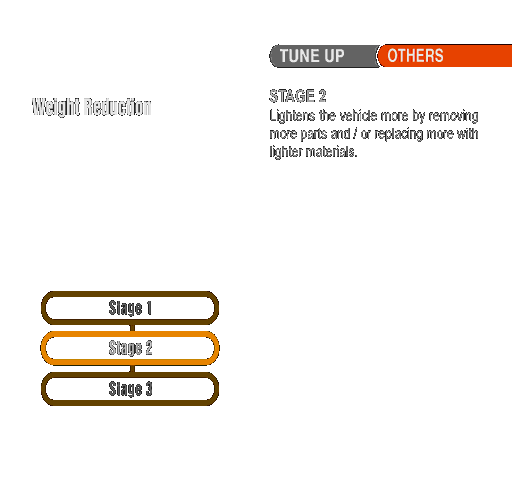 TUNE UP OTHERS
Weight Reduction
STAGE 2
Lightens the vehicle more by removing
more parts and / or replacing more with
lighter materials.
Stage 1
Stage 2
Stage 3